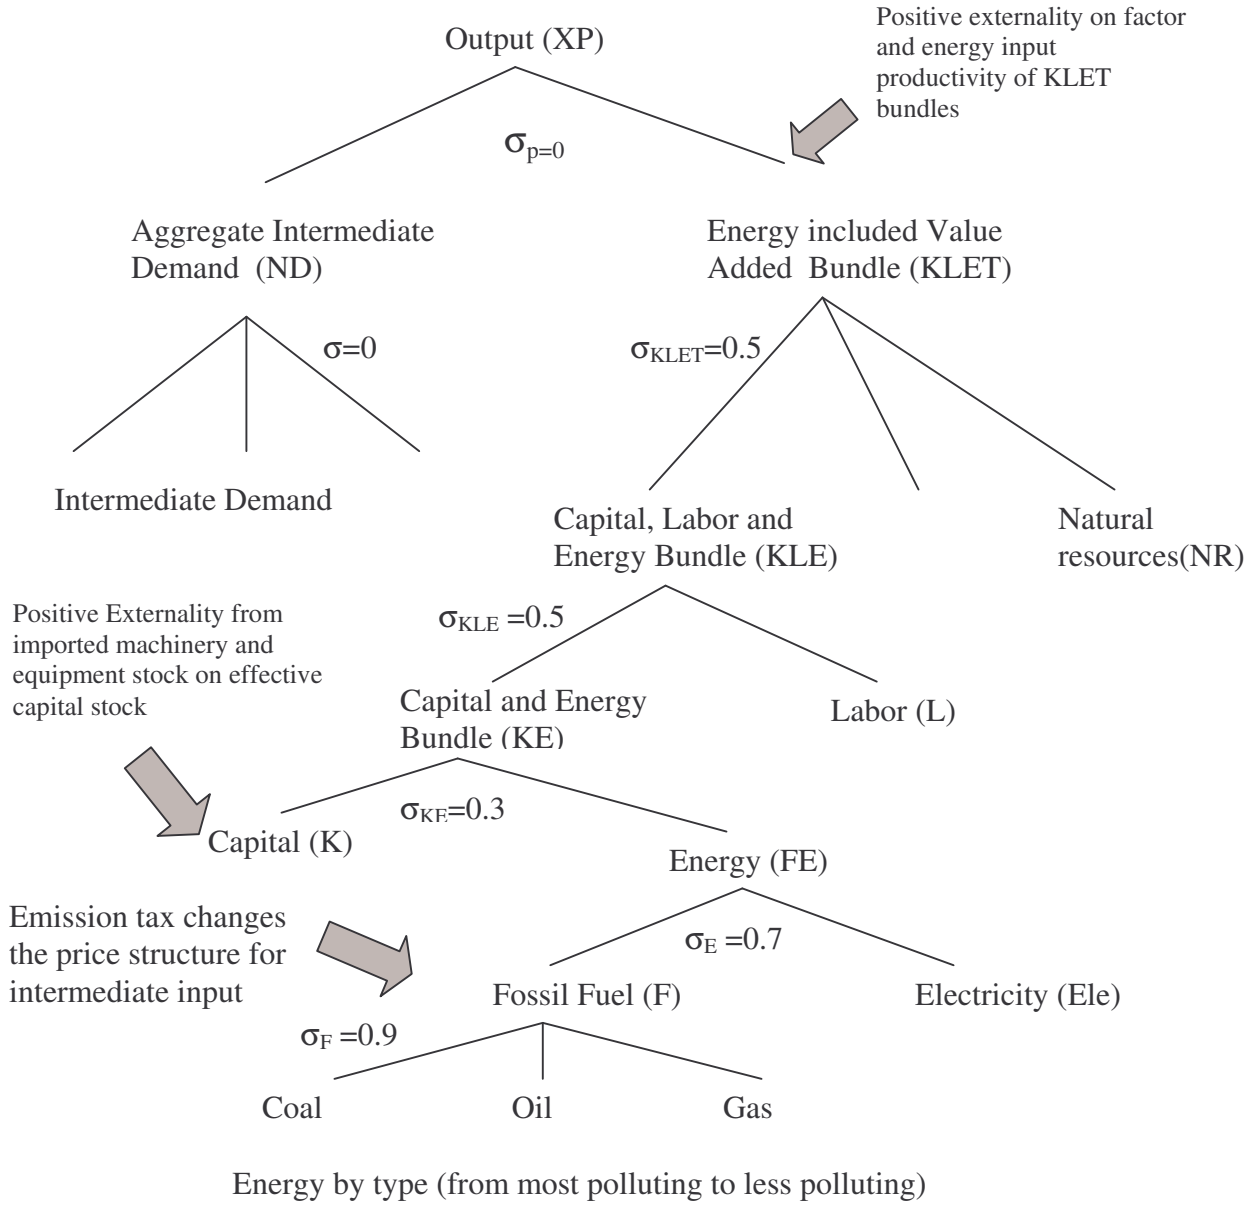 Output (XP)
Positive externality on factor
and energy input
productivity of KLET
bundles
σp=0
Aggregate Intermediate
Demand (ND)
Energy included Value
Added Bundle (KLET)
σ=0
σKLET=0.5
Intermediate Demand
Capital, Labor and
Energy Bundle (KLE)
Natural
resources(NR)
Positive Externality from
imported machinery and
equipment stock on effective
capital stock
σKLE =0.5
Capital and Energy
Bundle (KE)
Labor (L)
σKE=0.3
Capital (K)
Energy (FE)
Emission tax changes
the price structure for
intermediate input
σE =0.7
Fossil Fuel (F)
Electricity (Ele)
σF =0.9
Coal
Oil
Gas
Energy by type (from most polluting to less polluting)